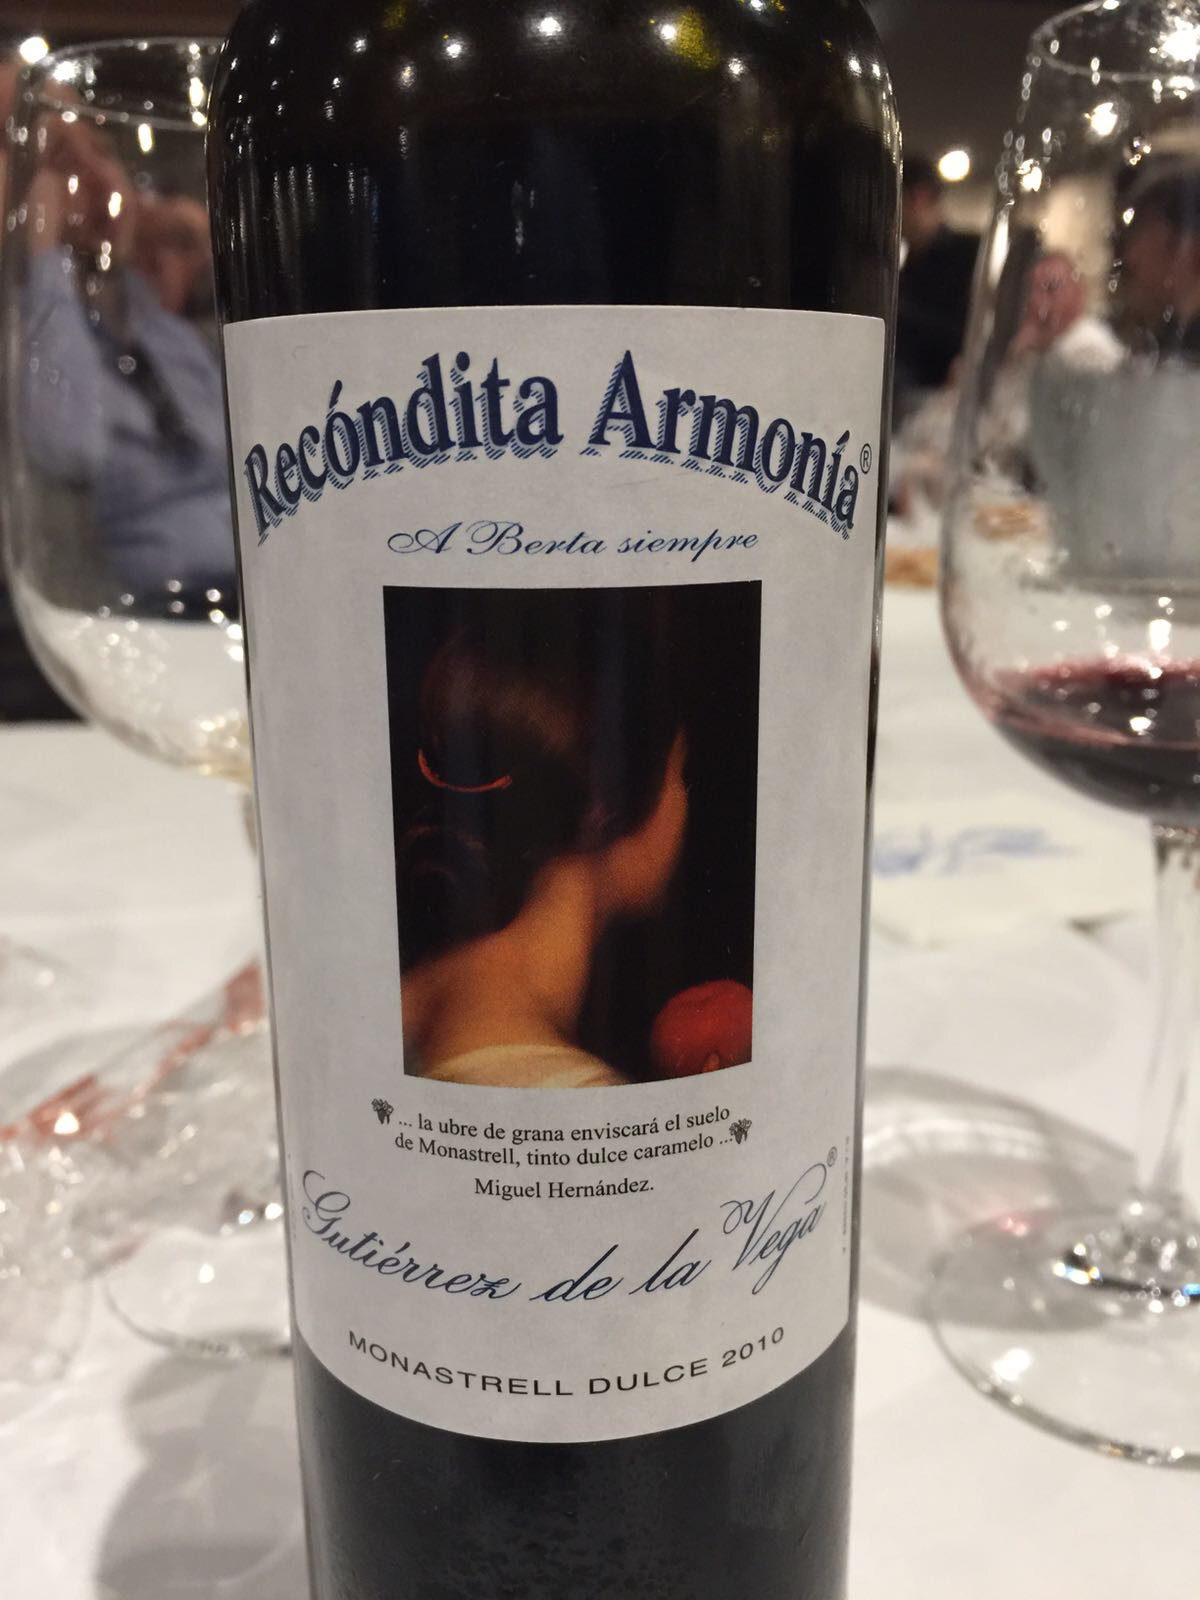 Recóndita Armonía®
A Berta siempre
... la ubre de grana enviscará el suelo
de Monastrell, tinto dulce caramelo ...
Miguel Hernández.
Gutiérrez de la Vega®
MONASTRELL DULCE 2010